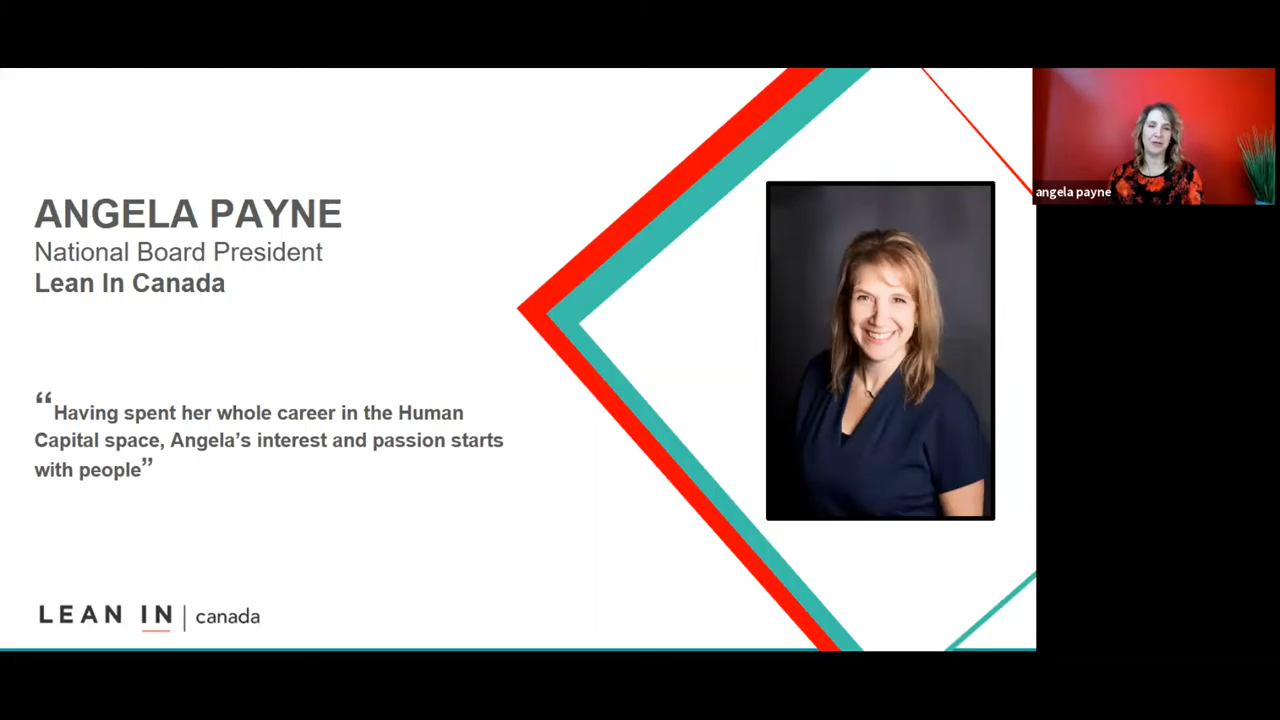 ANGELA PAYNE
National Board President
Lean In Canada
“Having spent her whole career in the Human
Capital space, Angela’s interest and passion starts
with people”
LEAN IN | canada
angela payne